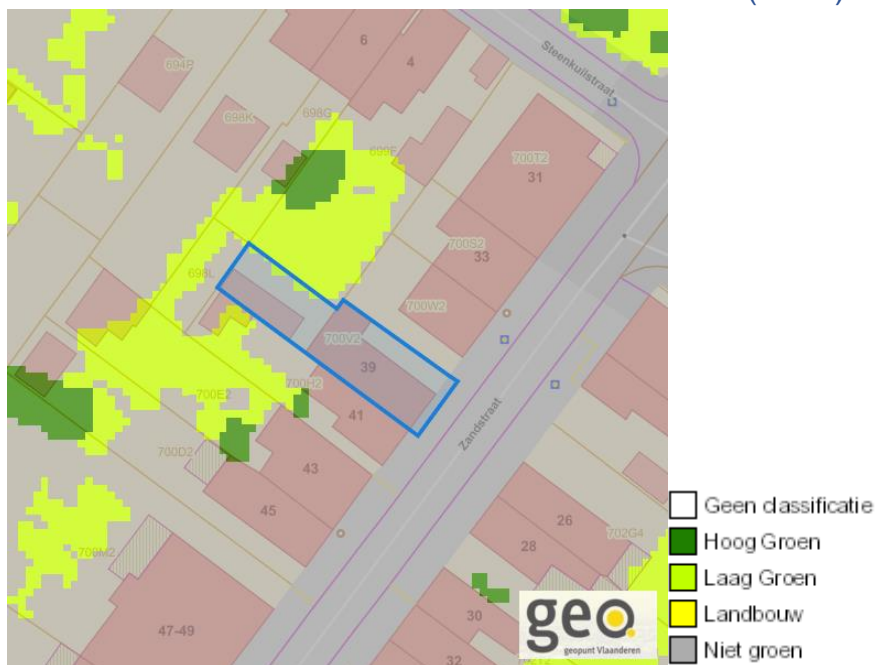 6
4
Steenkuilstraat
694P
698K
698G
699F
700T2
31
700S2
33
698L
700W2
700V2
39
700H2
700E2
41
Zandstraat
700D2
43
45
26
28
702G4
Geen classificatie
Hoog Groen
Laag Groen
Landbouw
Niet groen
47-49
30
32
geo.
geopunt Vlaanderen